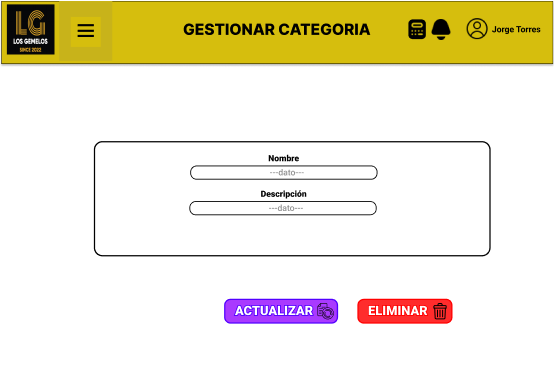 LG
LOS GEMELOS
SINCE 2022
GESTIONAR CATEGORIA
Jorge Torres
Nombre
---dato---
Descripción
---dato---
ACTUALIZAR
ELIMINAR